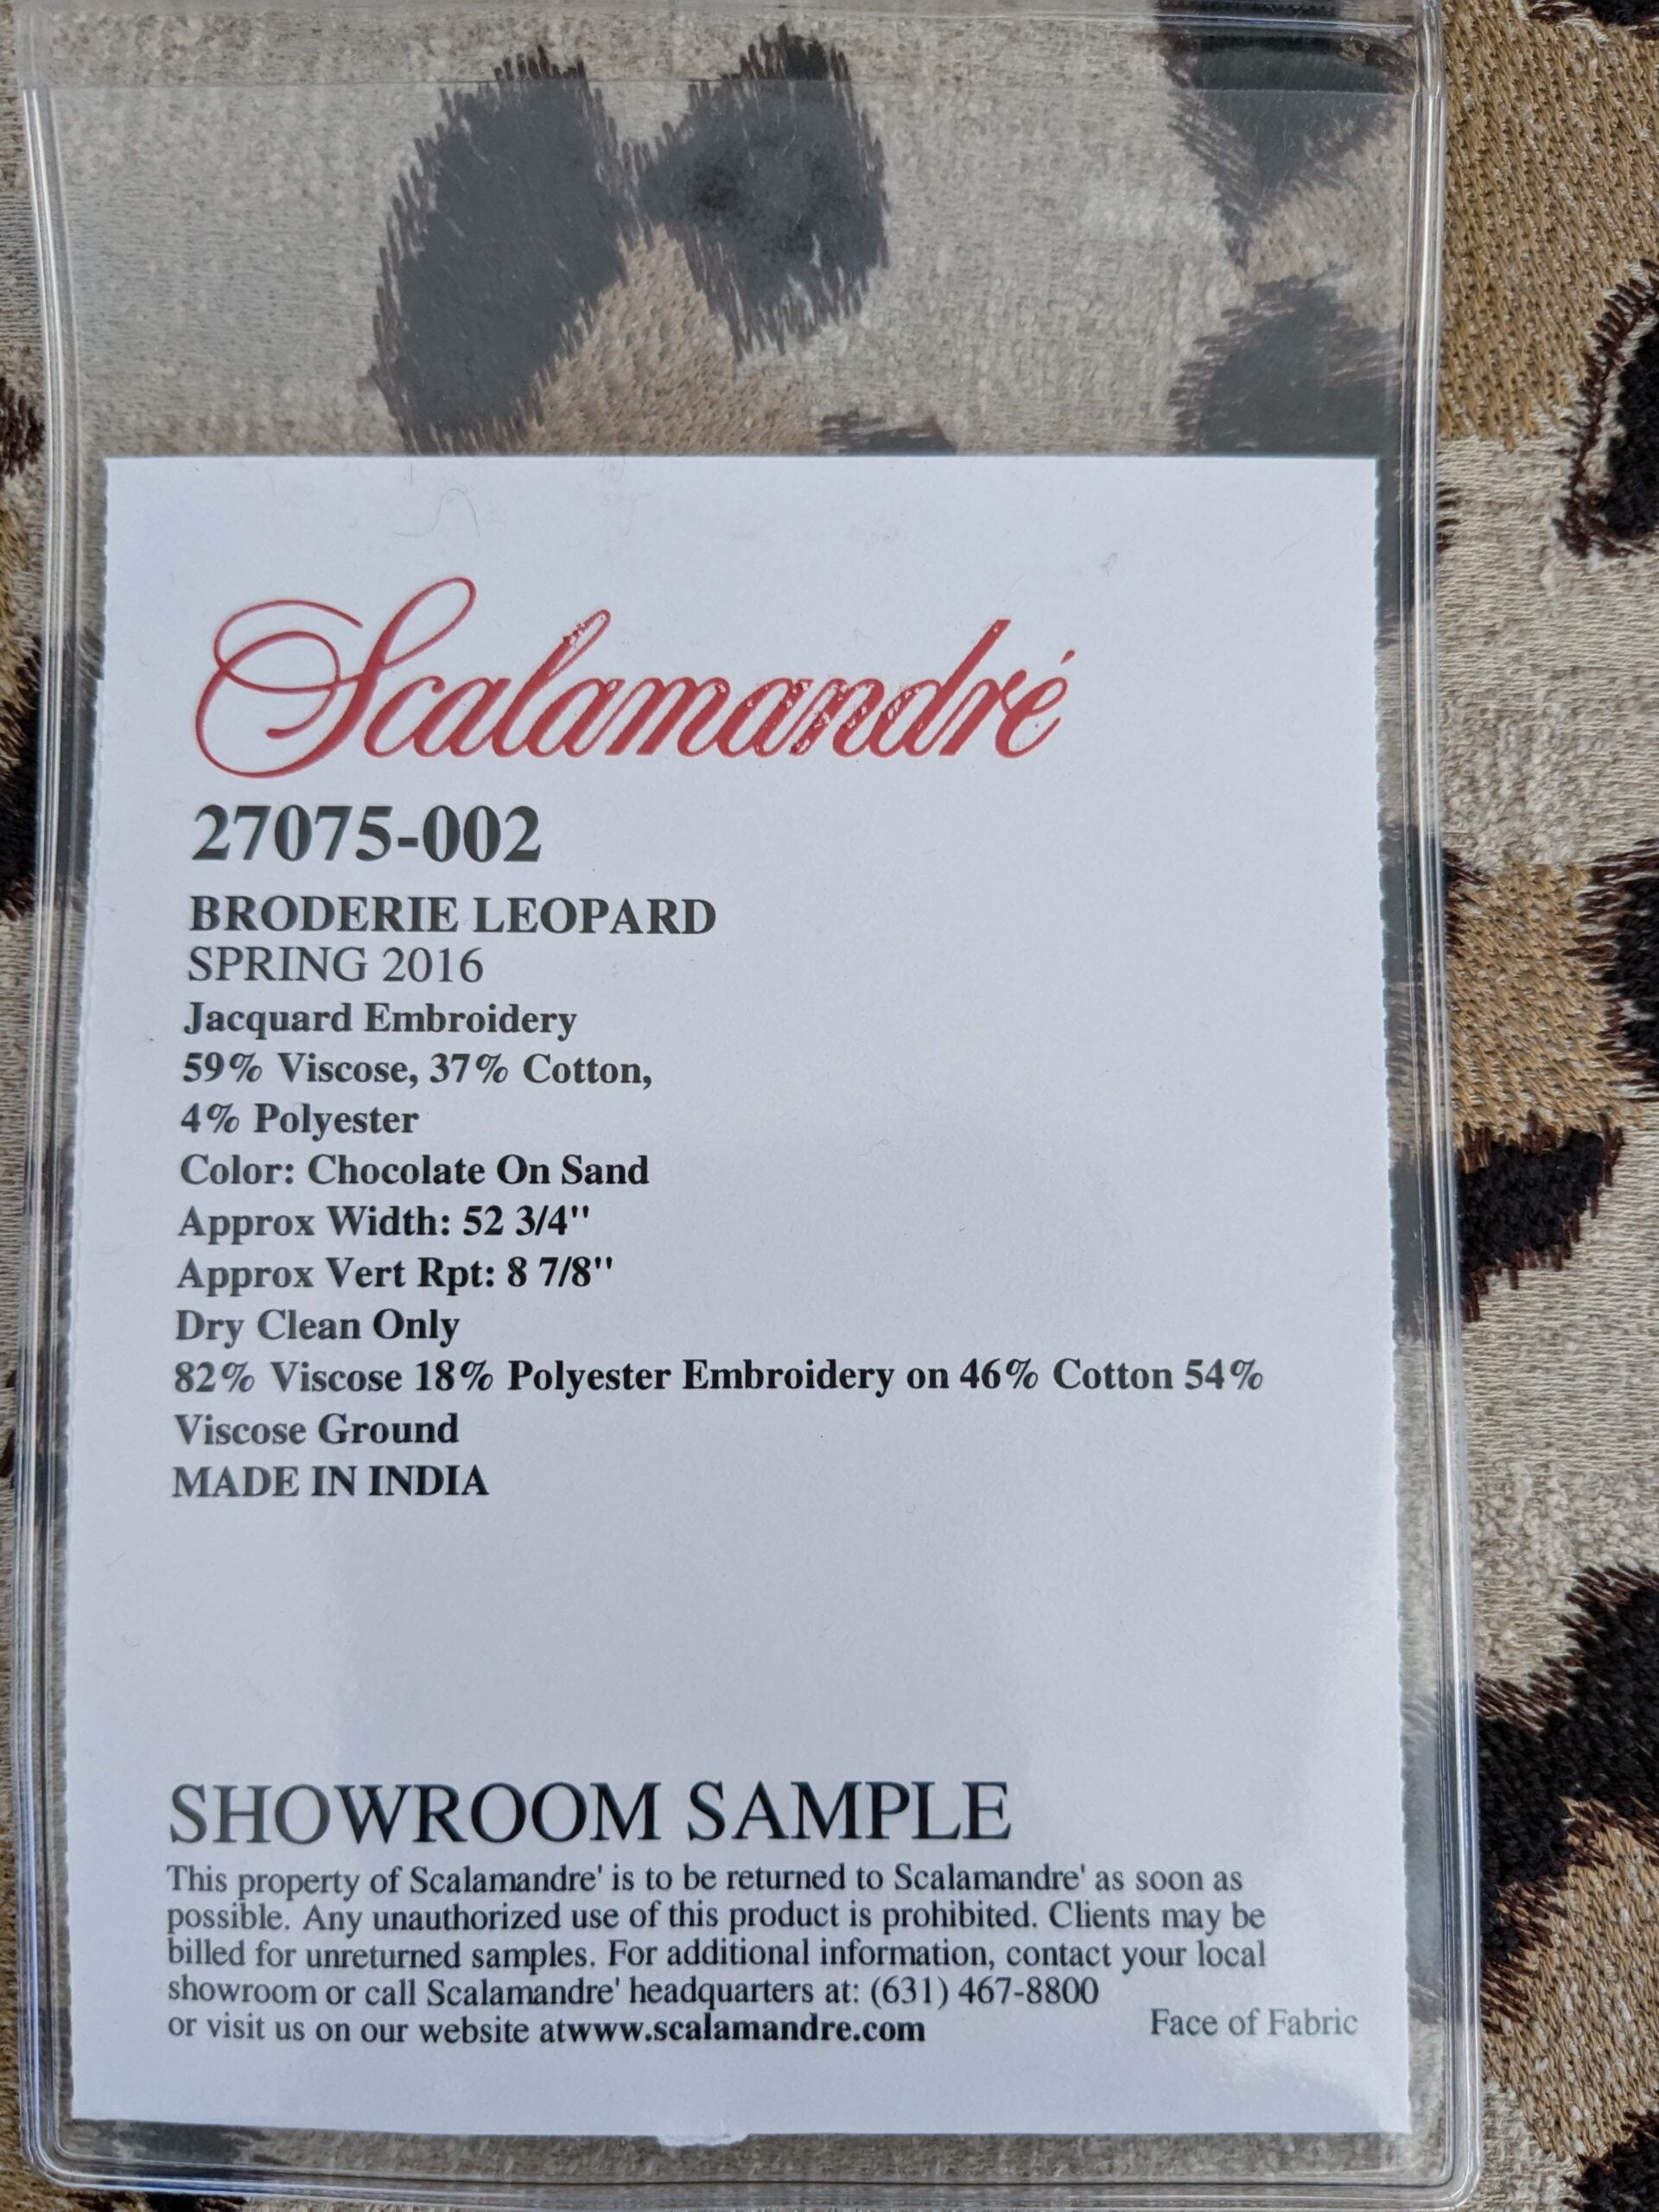 Scalamandré
27075-002
BRODERIE LEOPARD
SPRING 2016
Jacquard Embroidery
59% Viscose, 37% Cotton,
4% Polyester
Color: Chocolate On Sand
Approx Width: 52 3/4"
Approx Vert Rpt: 8 7/8"
Dry Clean Only
82% Viscose 18% Polyester Embroidery on 46% Cotton 54%
Viscose Ground
MADE IN INDIA
SHOWROOM SAMPLE
This property of Scalamandre' is to be returned to Scalamandre' as soon as
possible. Any unauthorized use of this product is prohibited. Clients may be
billed for unreturned samples. For additional information, contact your local
showroom or call Scalamandre' headquarters at: (631) 467-8800
or visit us on our website atwww.scalamandre.com
Face of Fabric